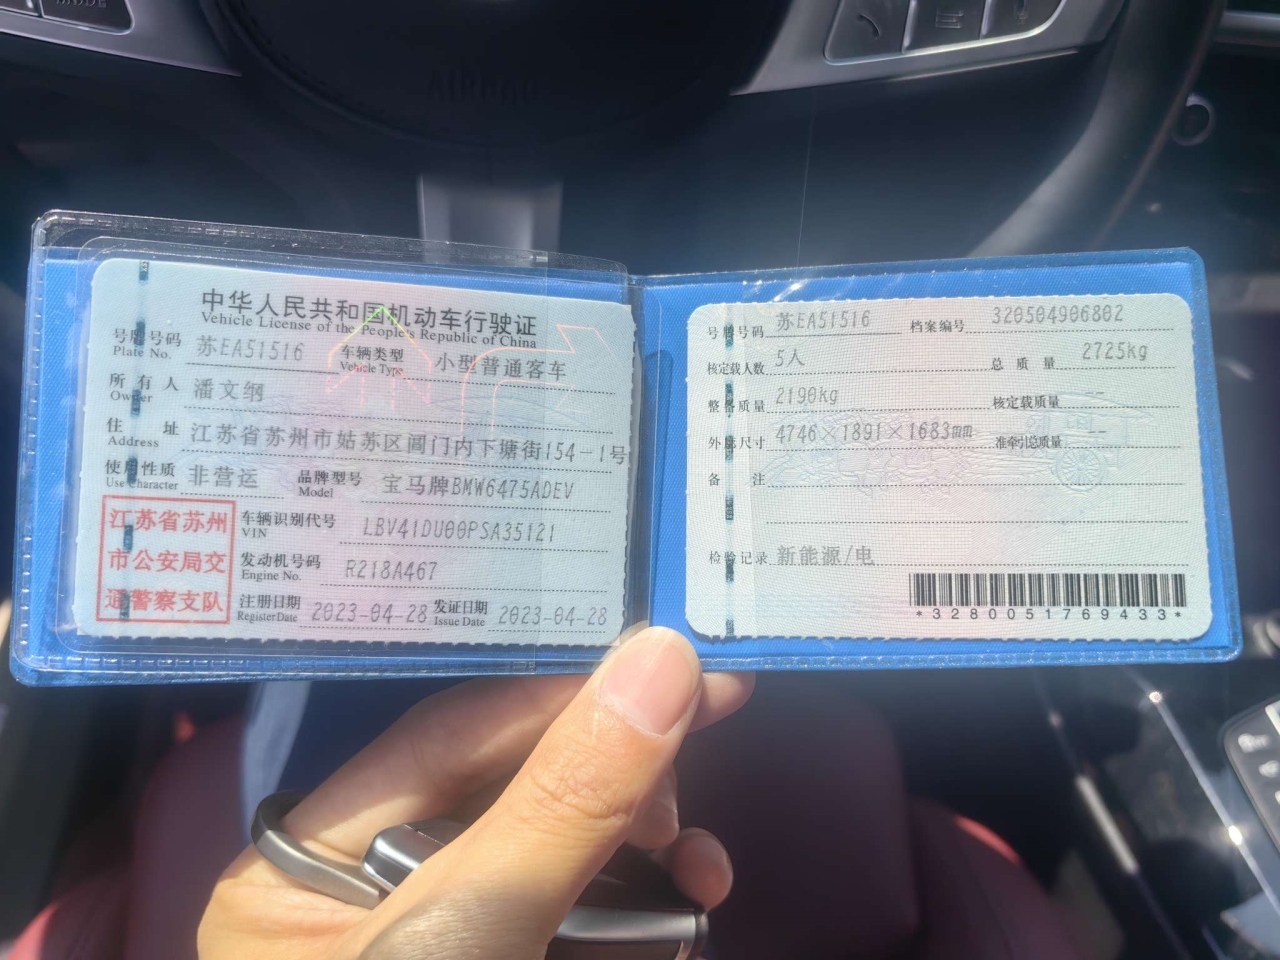 中华人民共和国机动车行驶证
Vehicle License of the People's Republic of China
号牌号码 苏EA51516 车辆类型 小型普通客车
Plate No. Vehicle Type
所有人 潘文纲
Owner
住址 江苏省苏州市姑苏区阊门内下塘街154-1号
Address
使用性质 非营运 品牌型号 宝马牌BMW6475ADEV
Use Character Model
江苏省苏州
市公安局交
通警察支队
车辆识别代号 LBV41DU00PSA35121
VIN
发动机号码 R218A467
Engine No.
注册日期 2023-04-28 发证日期 2023-04-28
Register Date Issue Date
号牌号码 苏EA51516 档案编号 320504906802
核定载人数 5人 总质量 2725kg
整备质量 2190kg 核定载质量 --
外廓尺寸 4746×1891×1683mm 准牵引总质量 --
备注
检验记录 新能源/电
*3280051769433*